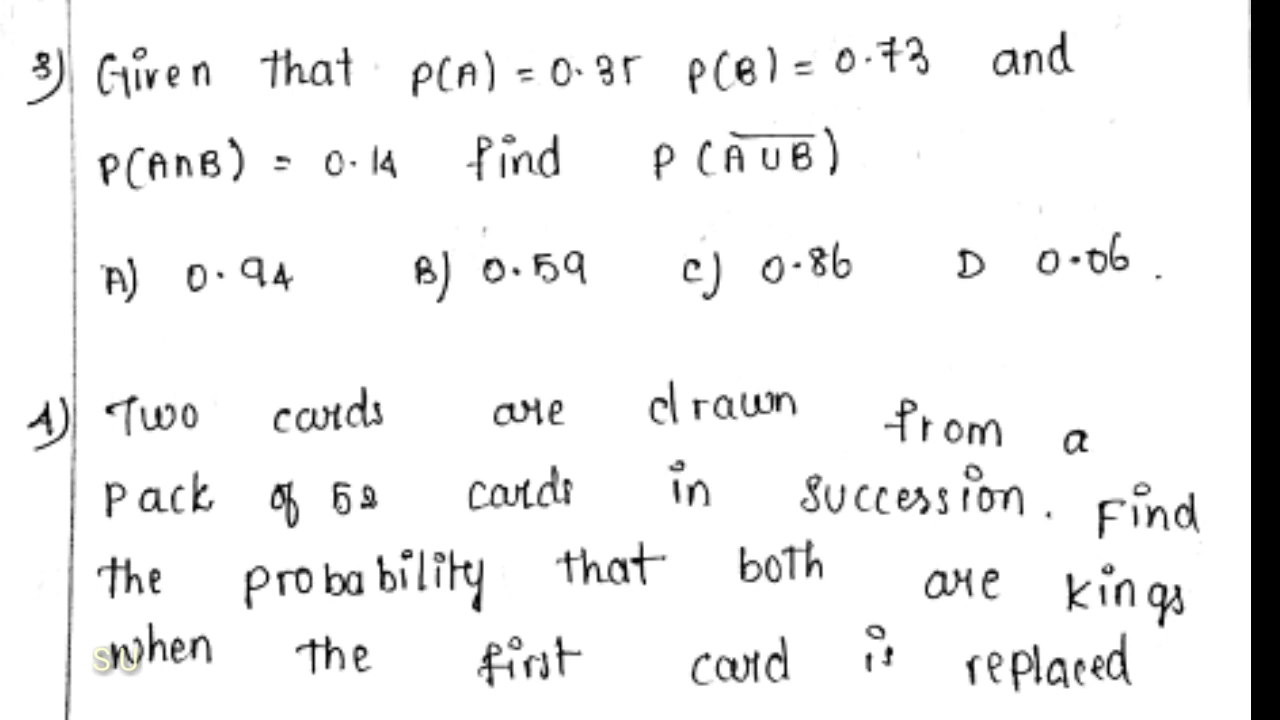 3) Given that P(A) = 0.35 P(B) = 0.73 and
P(A∩B) = 0.14 find P(A̅ ̅U̅ ̅B̅)
A) 0.94 B) 0.59 C) 0.86 D 0.06.
4) Two cards are drawn from a
pack of 52 cards in succession. Find
the probability that both are kings
when the first card is replaced
SU